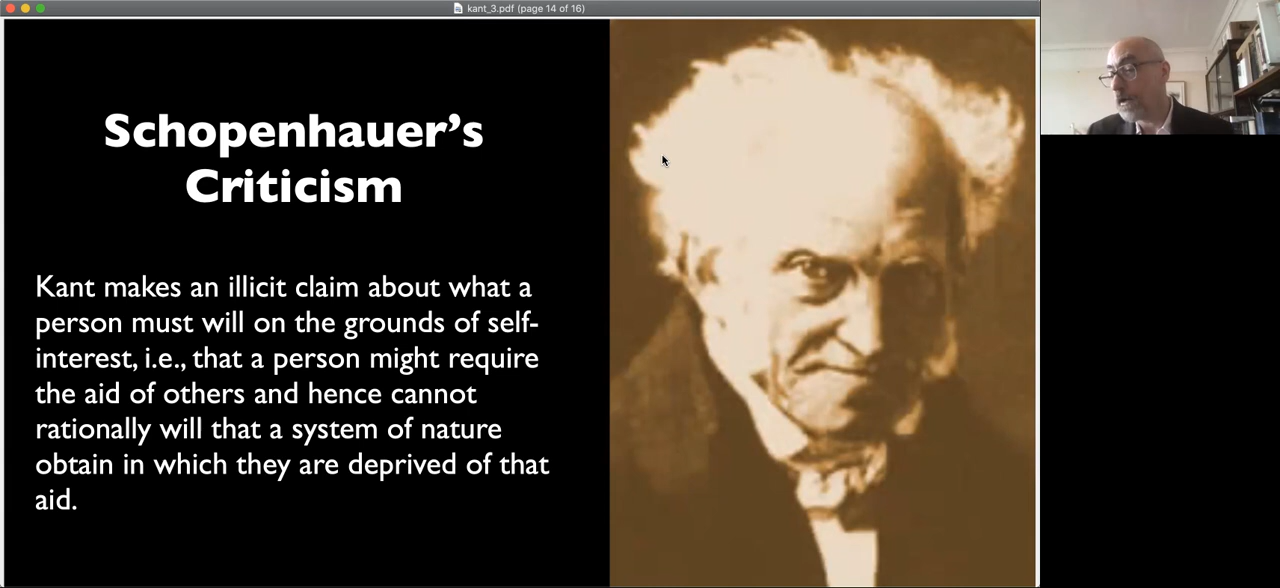 kant_3.pdf (page 14 of 16)
Schopenhauer’s
Criticism
Kant makes an illicit claim about what a
person must will on the grounds of self-
interest, i.e., that a person might require
the aid of others and hence cannot
rationally will that a system of nature
obtain in which they are deprived of that
aid.